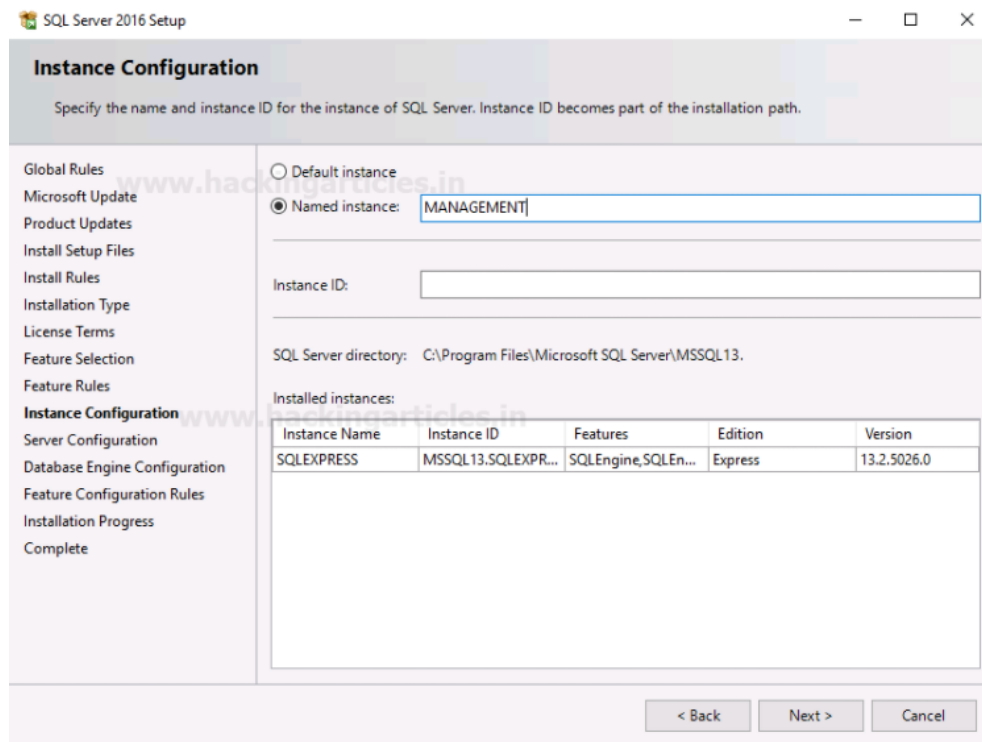 SQL Server 2016 Setup
Instance Configuration
Specify the name and instance ID for the instance of SQL Server. Instance ID becomes part of the installation path.
Global Rules
Microsoft Update
Product Updates
Install Setup Files
Install Rules
Installation Type
License Terms
Feature Selection
Feature Rules
Instance Configuration
Server Configuration
Database Engine Configuration
Feature Configuration Rules
Installation Progress
Complete
www.hackingarticles.in
Default instance
Named instance: MANAGEMENT
Instance ID:
SQL Server directory: C:\Program Files\Microsoft SQL Server\MSSQL13.
Installed instances:
www.hackingarticles.in
Instance Name Instance ID Features Edition Version
SQLEXPRESS MSSQL13.SQLEXPR... SQLEngine,SQLEn... Express 13.2.5026.0
< Back Next > Cancel